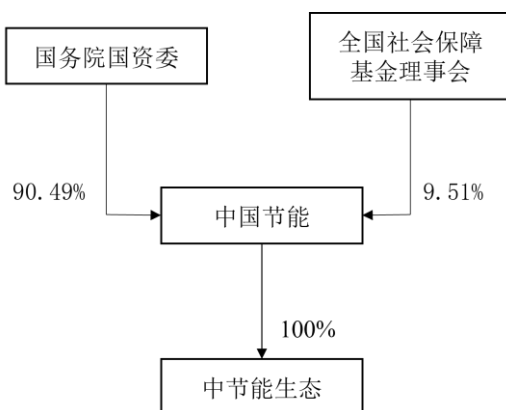 国务院国资委
全国社会保障
基金理事会
90.49%
9.51%
中国节能
100%
中节能生态